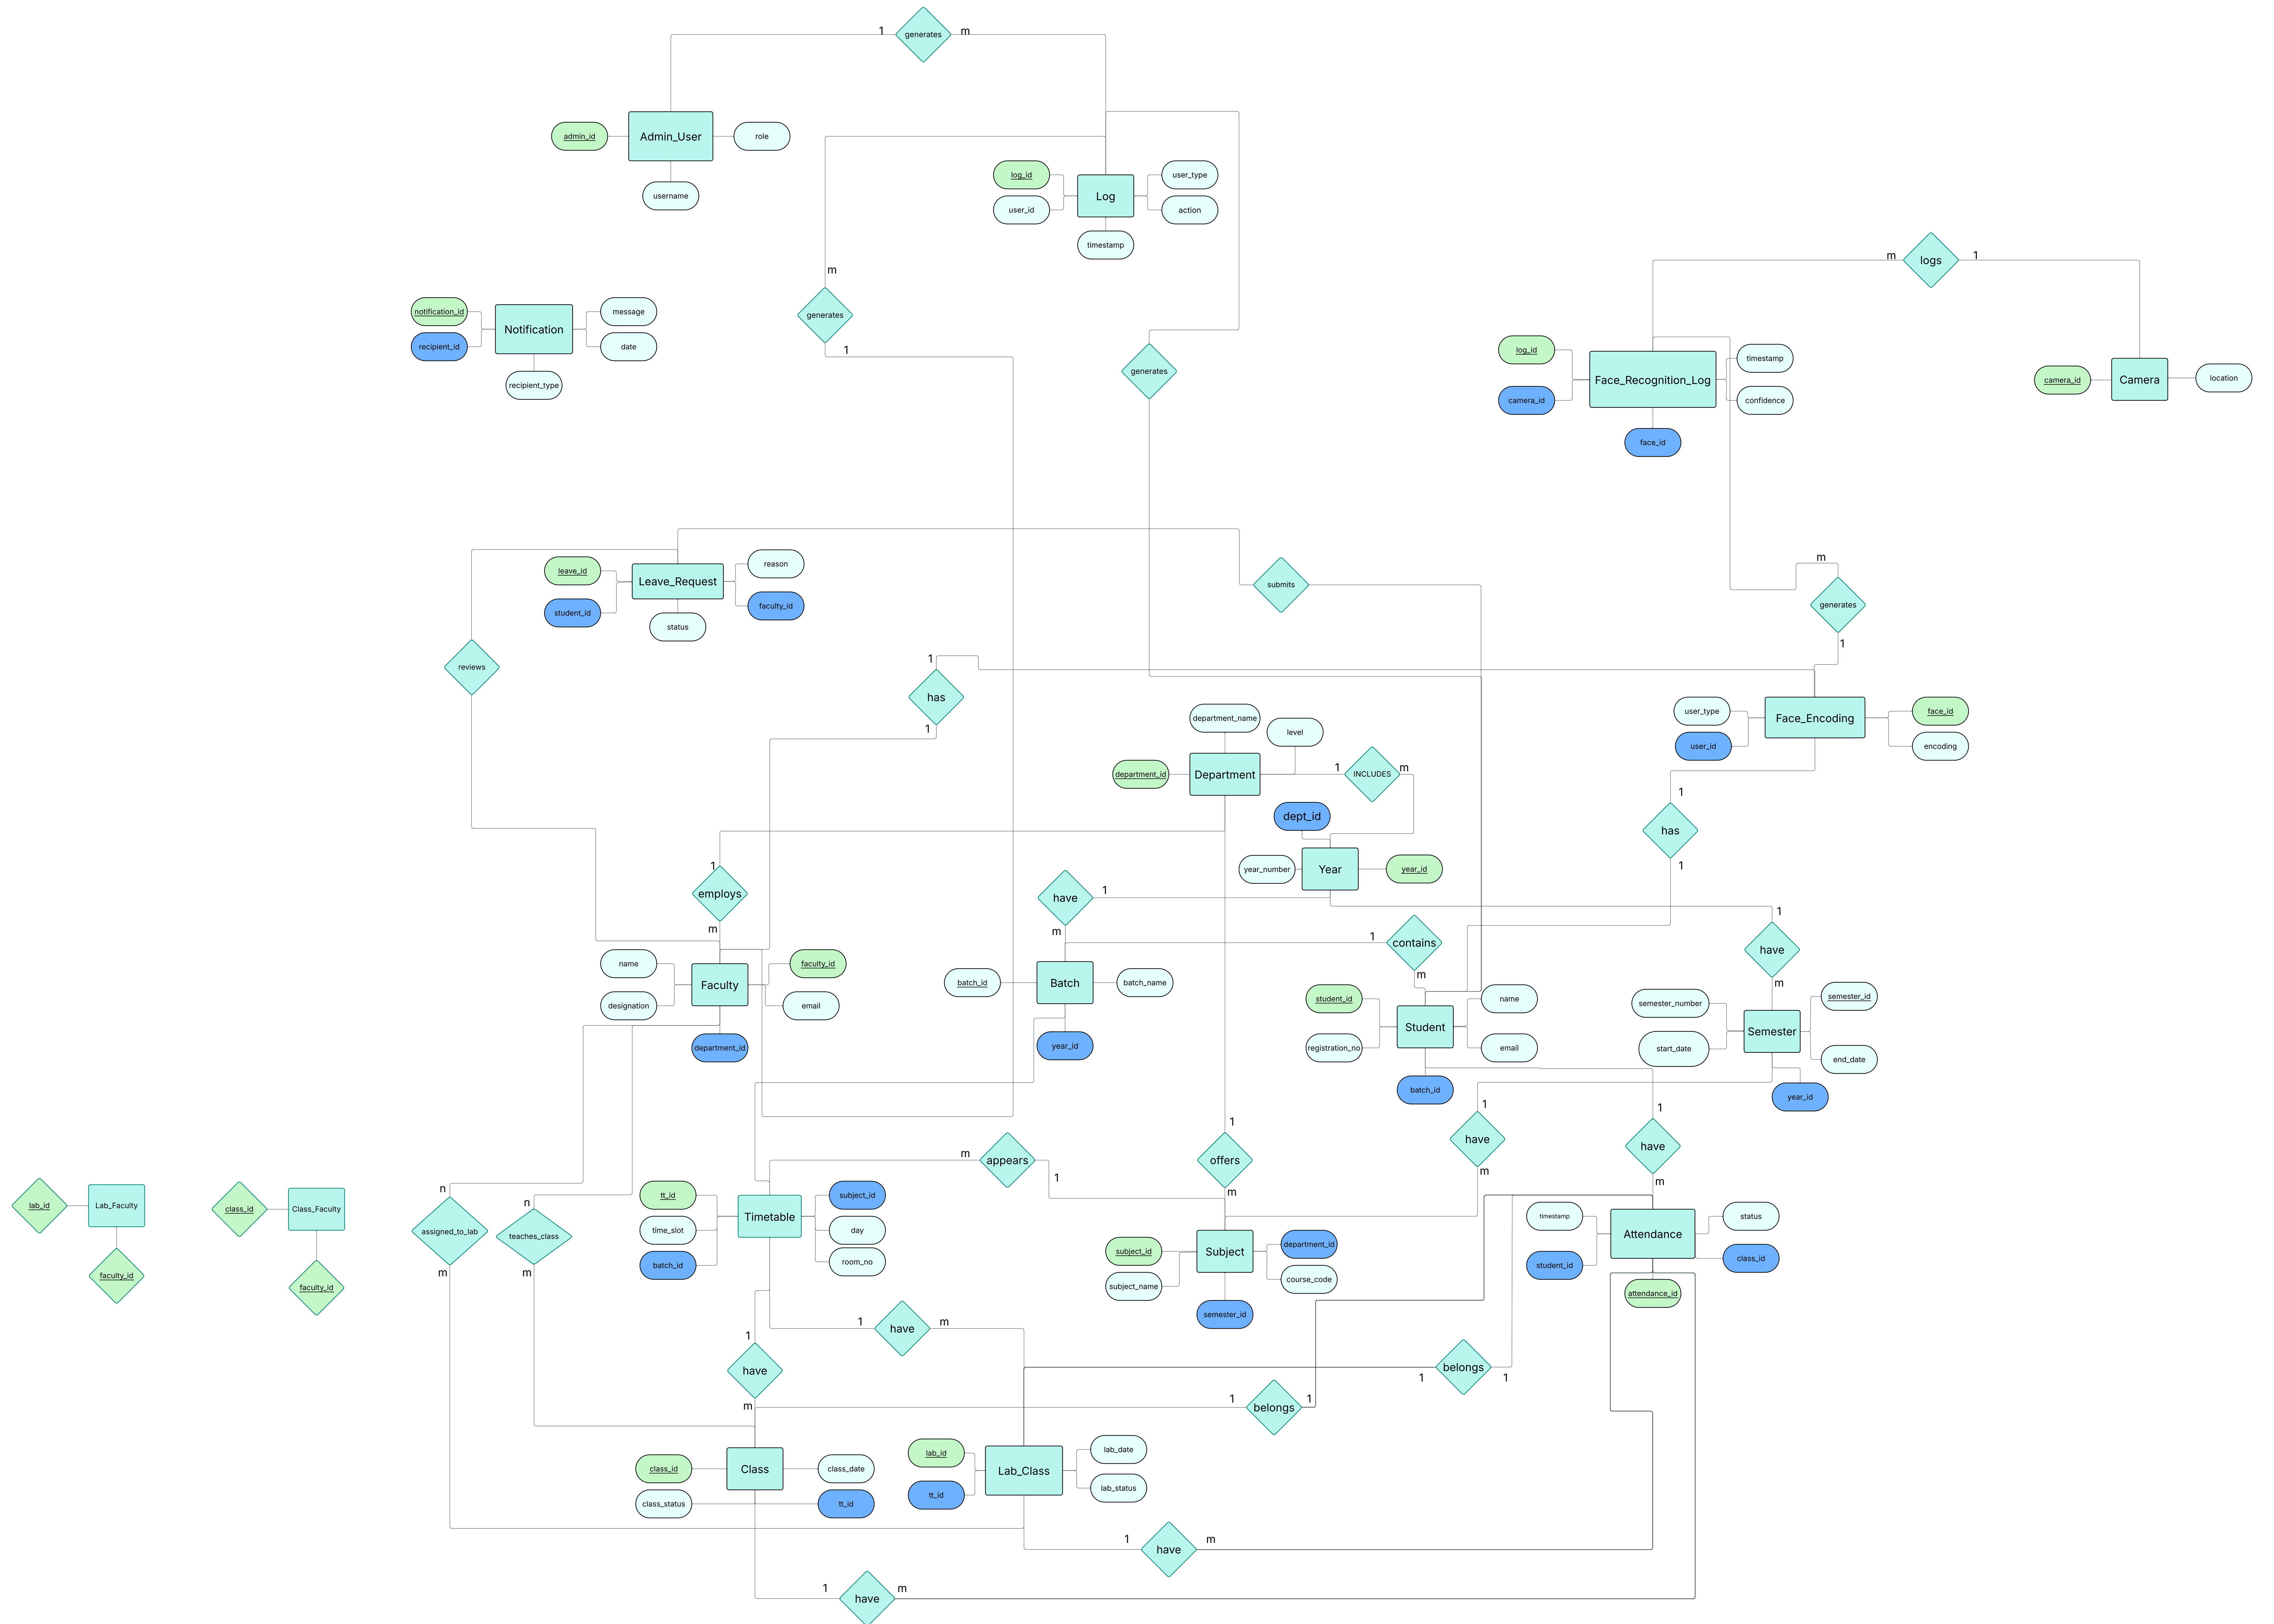 generates
1
m
Admin_User
admin_id
role
username
Log
log_id
user_id
user_type
action
timestamp
m
generates
1
generates
Notification
notification_id
recipient_id
message
date
recipient_type
logs
m
1
Face_Recognition_Log
log_id
camera_id
timestamp
confidence
face_id
Camera
camera_id
location
Leave_Request
leave_id
student_id
reason
faculty_id
status
submits
reviews
m
generates
1
1
has
1
Face_Encoding
user_type
user_id
face_id
encoding
department_name
level
Department
department_id
1
INCLUDES
m
dept_id
Year
year_number
year_id
1
has
1
1
employs
m
have
1
m
1
contains
m
1
have
m
Faculty
name
designation
faculty_id
email
department_id
Batch
batch_id
batch_name
year_id
Student
student_id
registration_no
name
email
batch_id
Semester
semester_number
start_date
semester_id
end_date
year_id
m
appears
1
1
offers
m
1
have
m
1
have
m
lab_id
Lab_Faculty
faculty_id
class_id
Class_Faculty
faculty_id
n
assigned_to_lab
m
n
teaches_class
m
Timetable
tt_id
time_slot
batch_id
subject_id
day
room_no
Subject
subject_id
subject_name
department_id
course_code
semester_id
Attendance
timestamp
student_id
status
class_id
attendance_id
1
have
m
1
have
m
1
belongs
1
1
belongs
1
Class
class_id
class_status
class_date
tt_id
Lab_Class
lab_id
tt_id
lab_date
lab_status
1
have
m
1
have
m